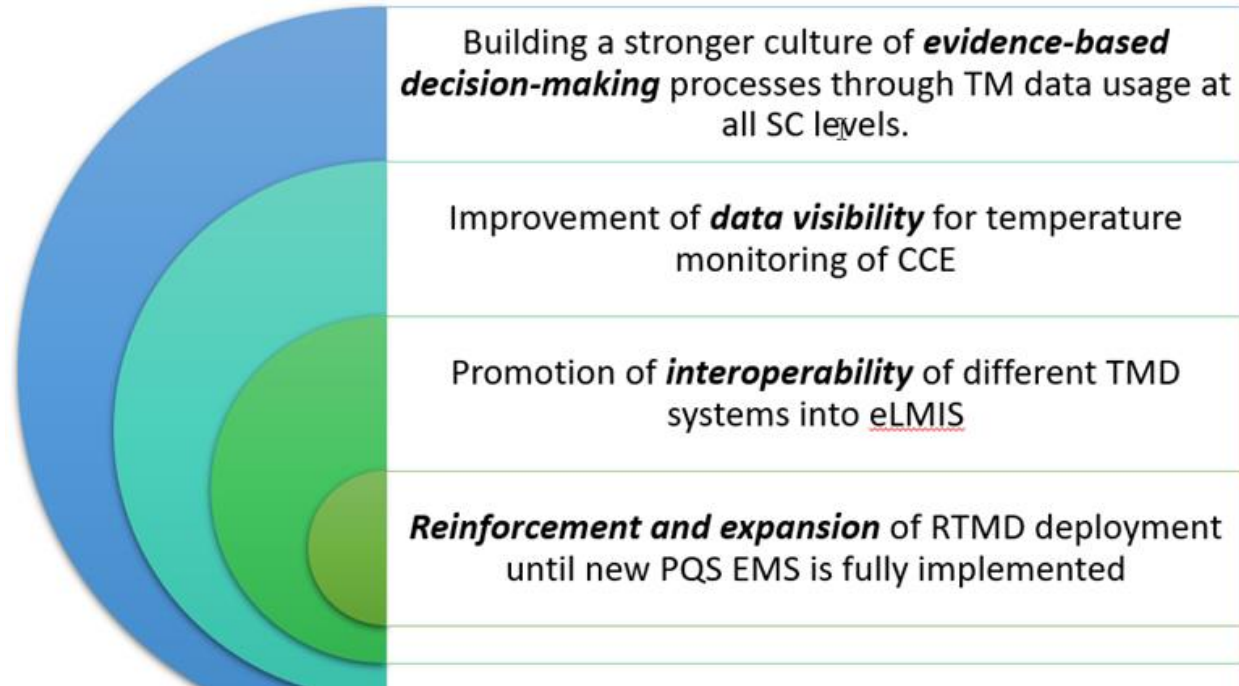 Building a stronger culture of evidence-based
decision-making processes through TM data usage at
all SC levels.
Improvement of data visibility for temperature
monitoring of CCE
Promotion of interoperability of different TMD
systems into eLMIS
Reinforcement and expansion of RTMD deployment
until new PQS EMS is fully implemented